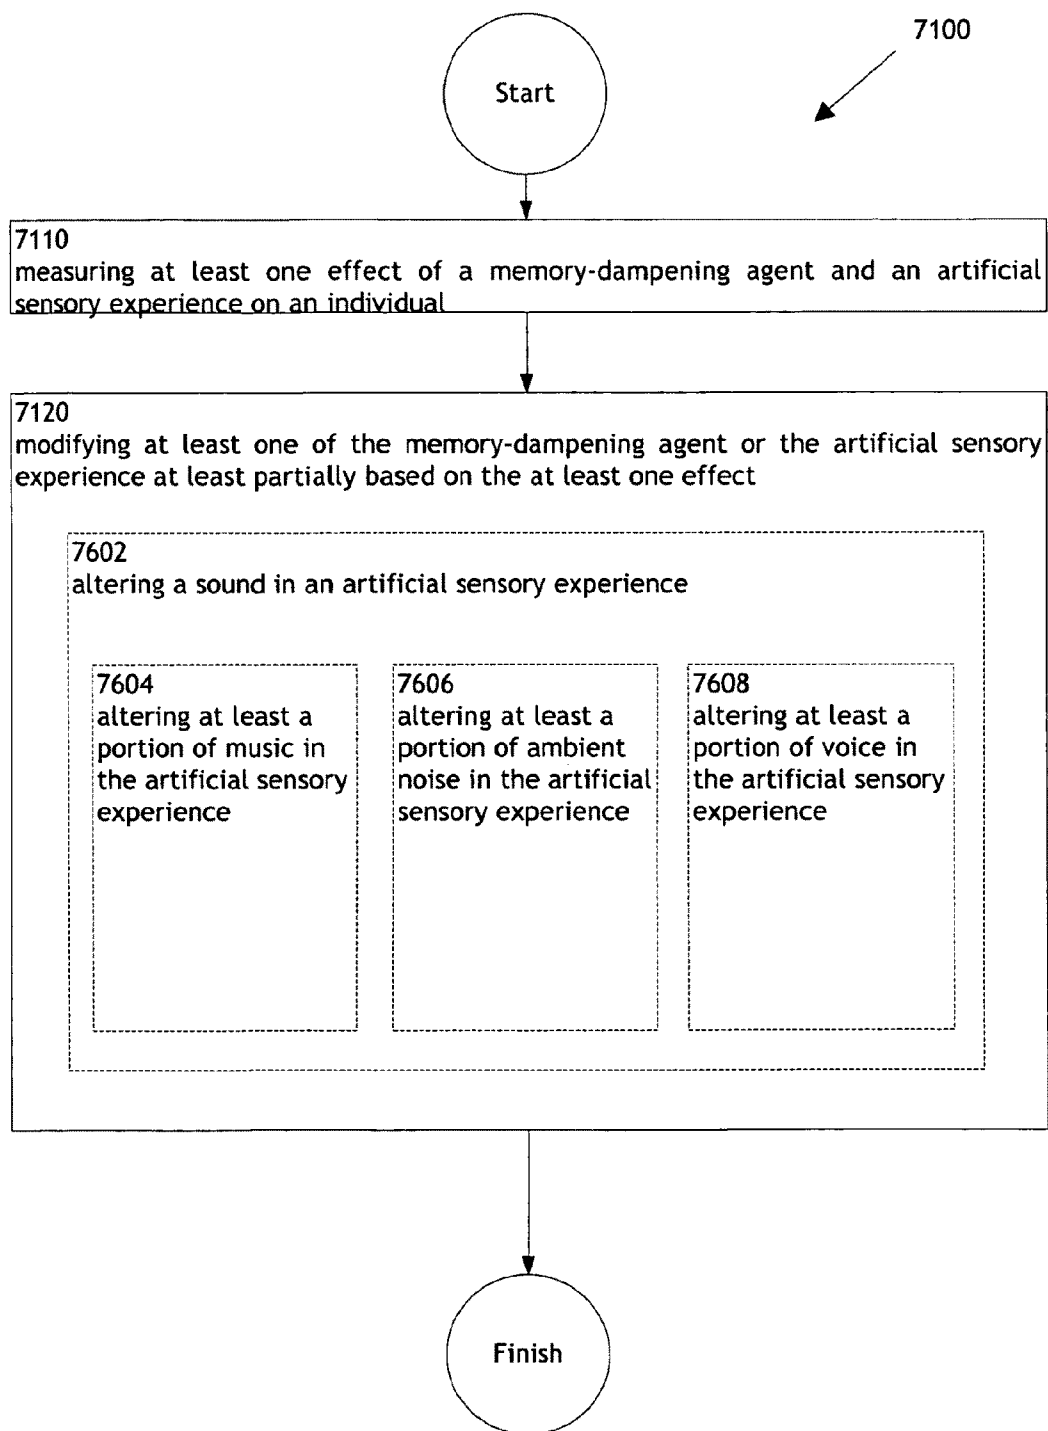 7100
Start
7110
measuring at least one effect of a memory-dampening agent and an artificial
sensory experience on an individual
7120
modifying at least one of the memory-dampening agent or the artificial sensory
experience at least partially based on the at least one effect
7602
altering a sound in an artificial sensory experience
7604
altering at least a
portion of music in
the artificial sensory
experience
7606
altering at least a
portion of ambient
noise in the artificial
sensory experience
7608
altering at least a
portion of voice in
the artificial sensory
experience
Finish